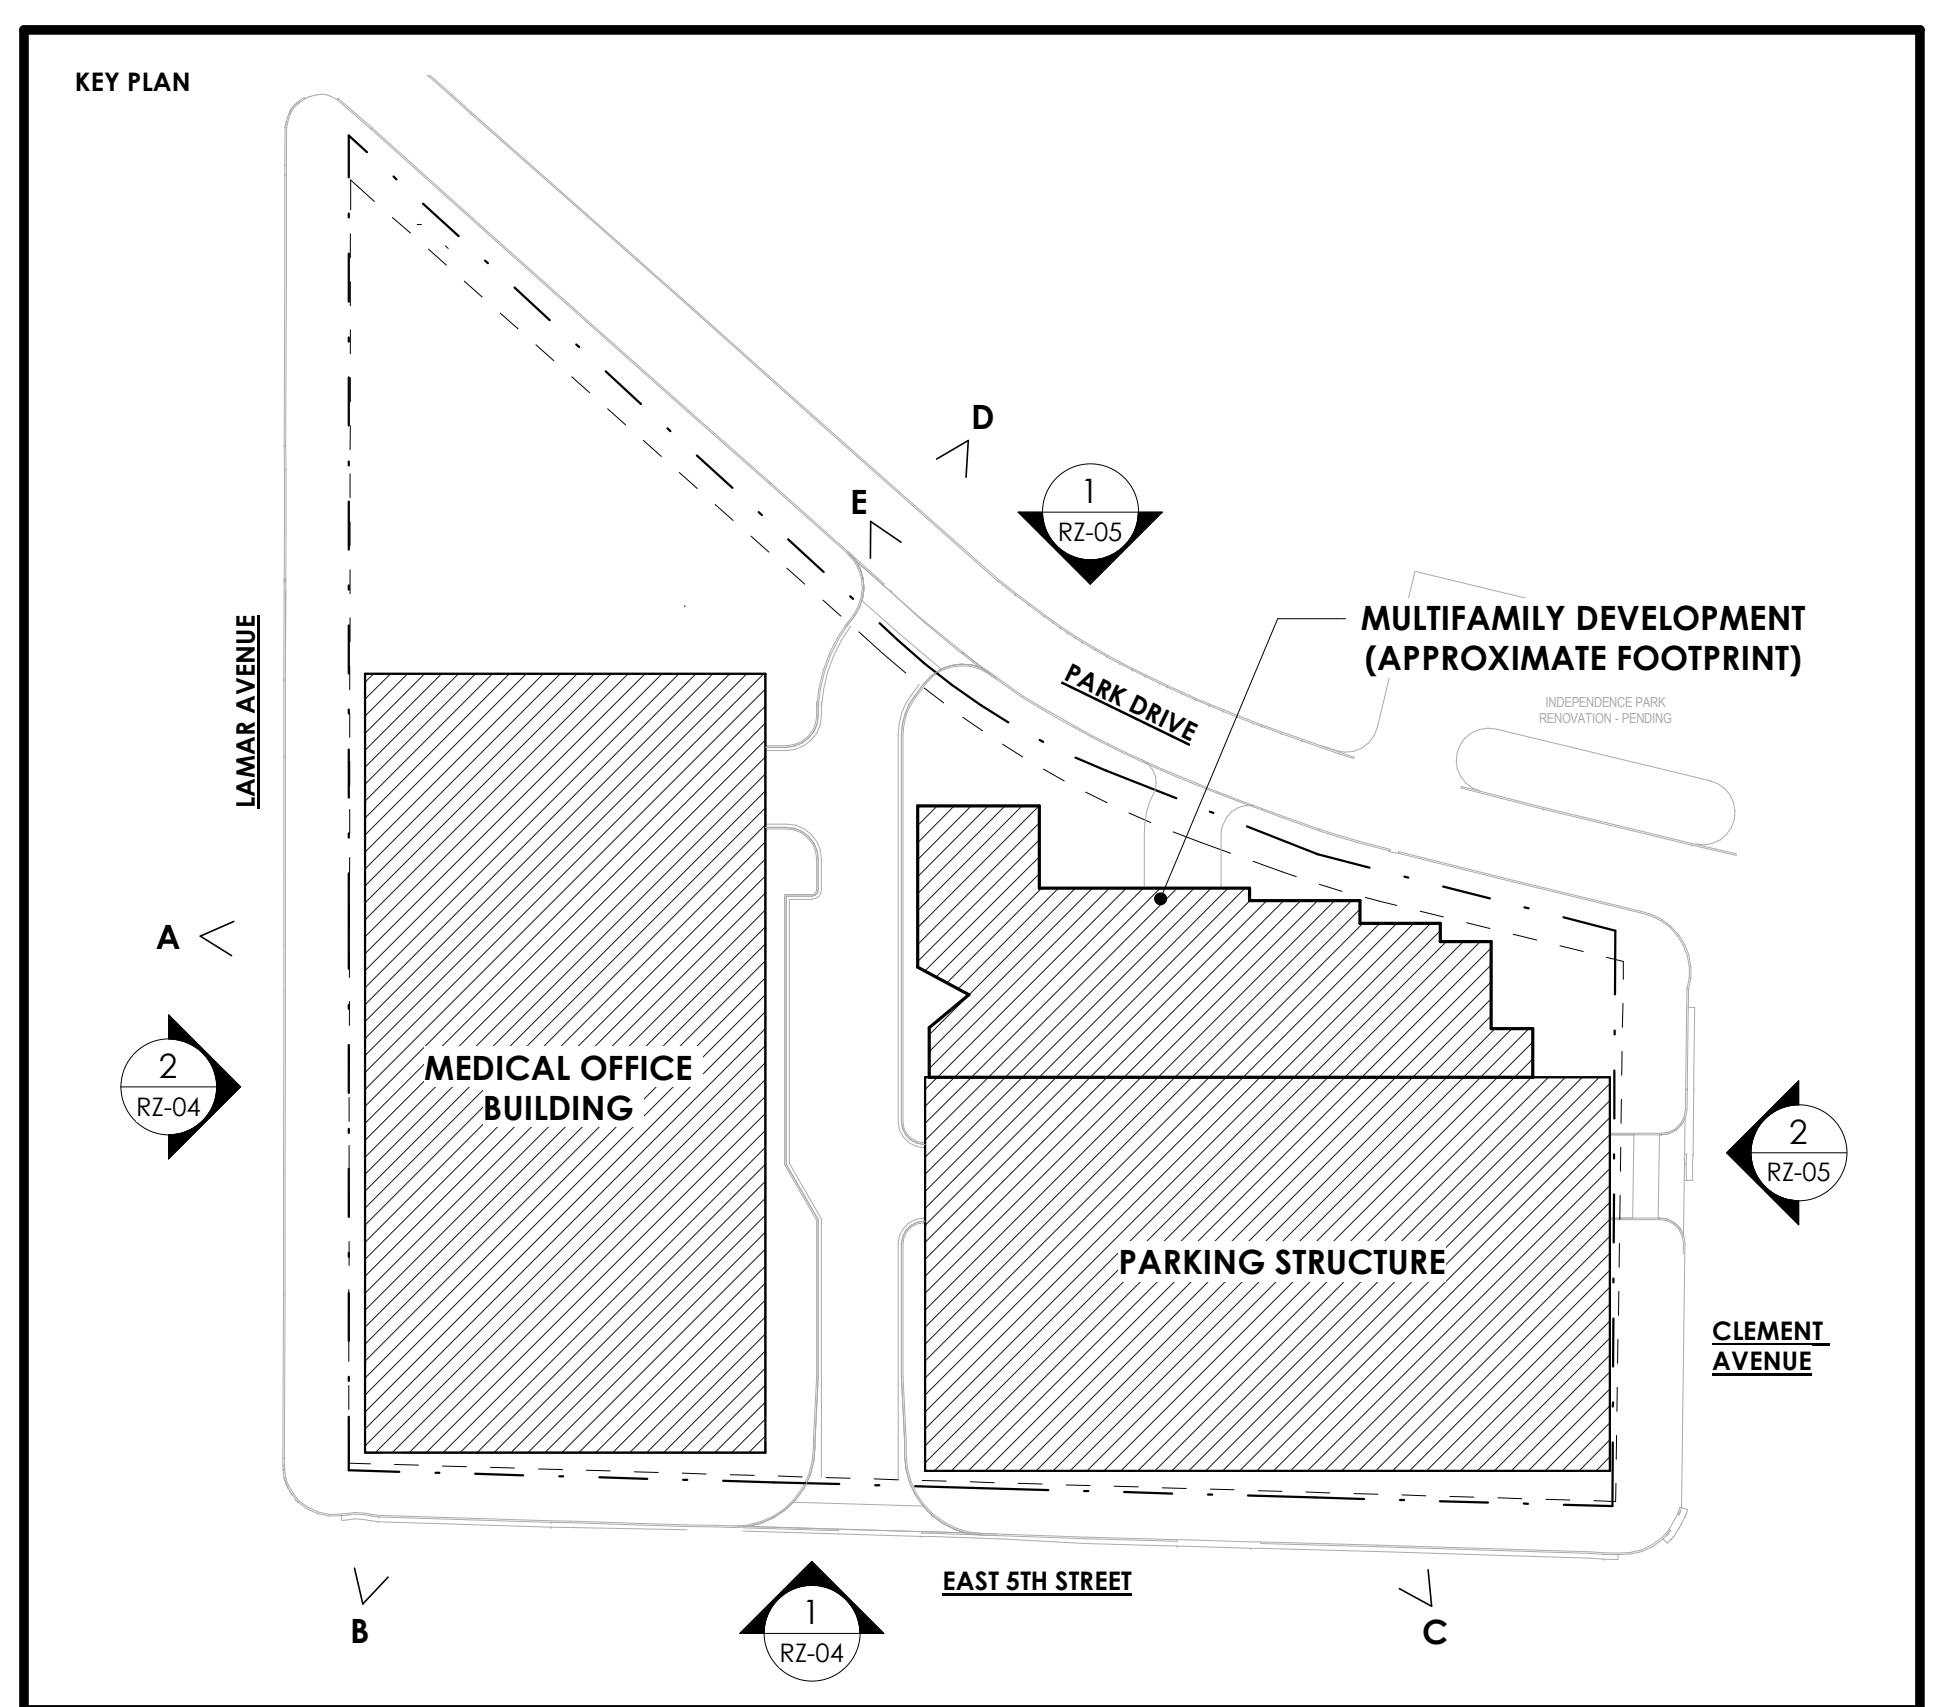 KEY PLAN
D
E
1
RZ-05
MULTIFAMILY DEVELOPMENT
(APPROXIMATE FOOTPRINT)
LAMAR AVENUE
PARK DRIVE
INDEPENDENCE PARK
RENOVATION - PENDING
A
2
RZ-04
MEDICAL OFFICE
BUILDING
2
RZ-05
PARKING STRUCTURE
CLEMENT
AVENUE
EAST 5TH STREET
B
1
RZ-04
C